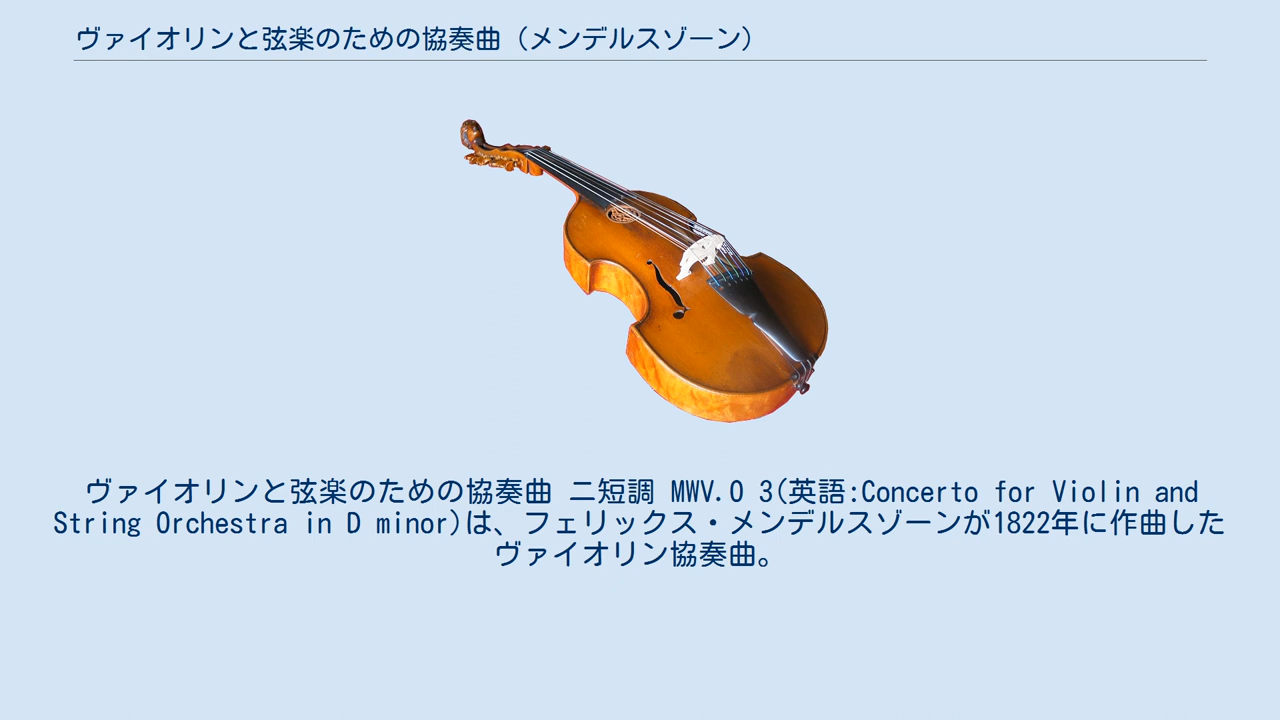 ヴァイオリンと弦楽のための協奏曲（メンデルスゾーン）
ヴァイオリンと弦楽のための協奏曲 ニ短調 MWV.O 3(英語:Concerto for Violin and
String Orchestra in D minor)は、フェリックス・メンデルスゾーンが1822年に作曲した
ヴァイオリン協奏曲。